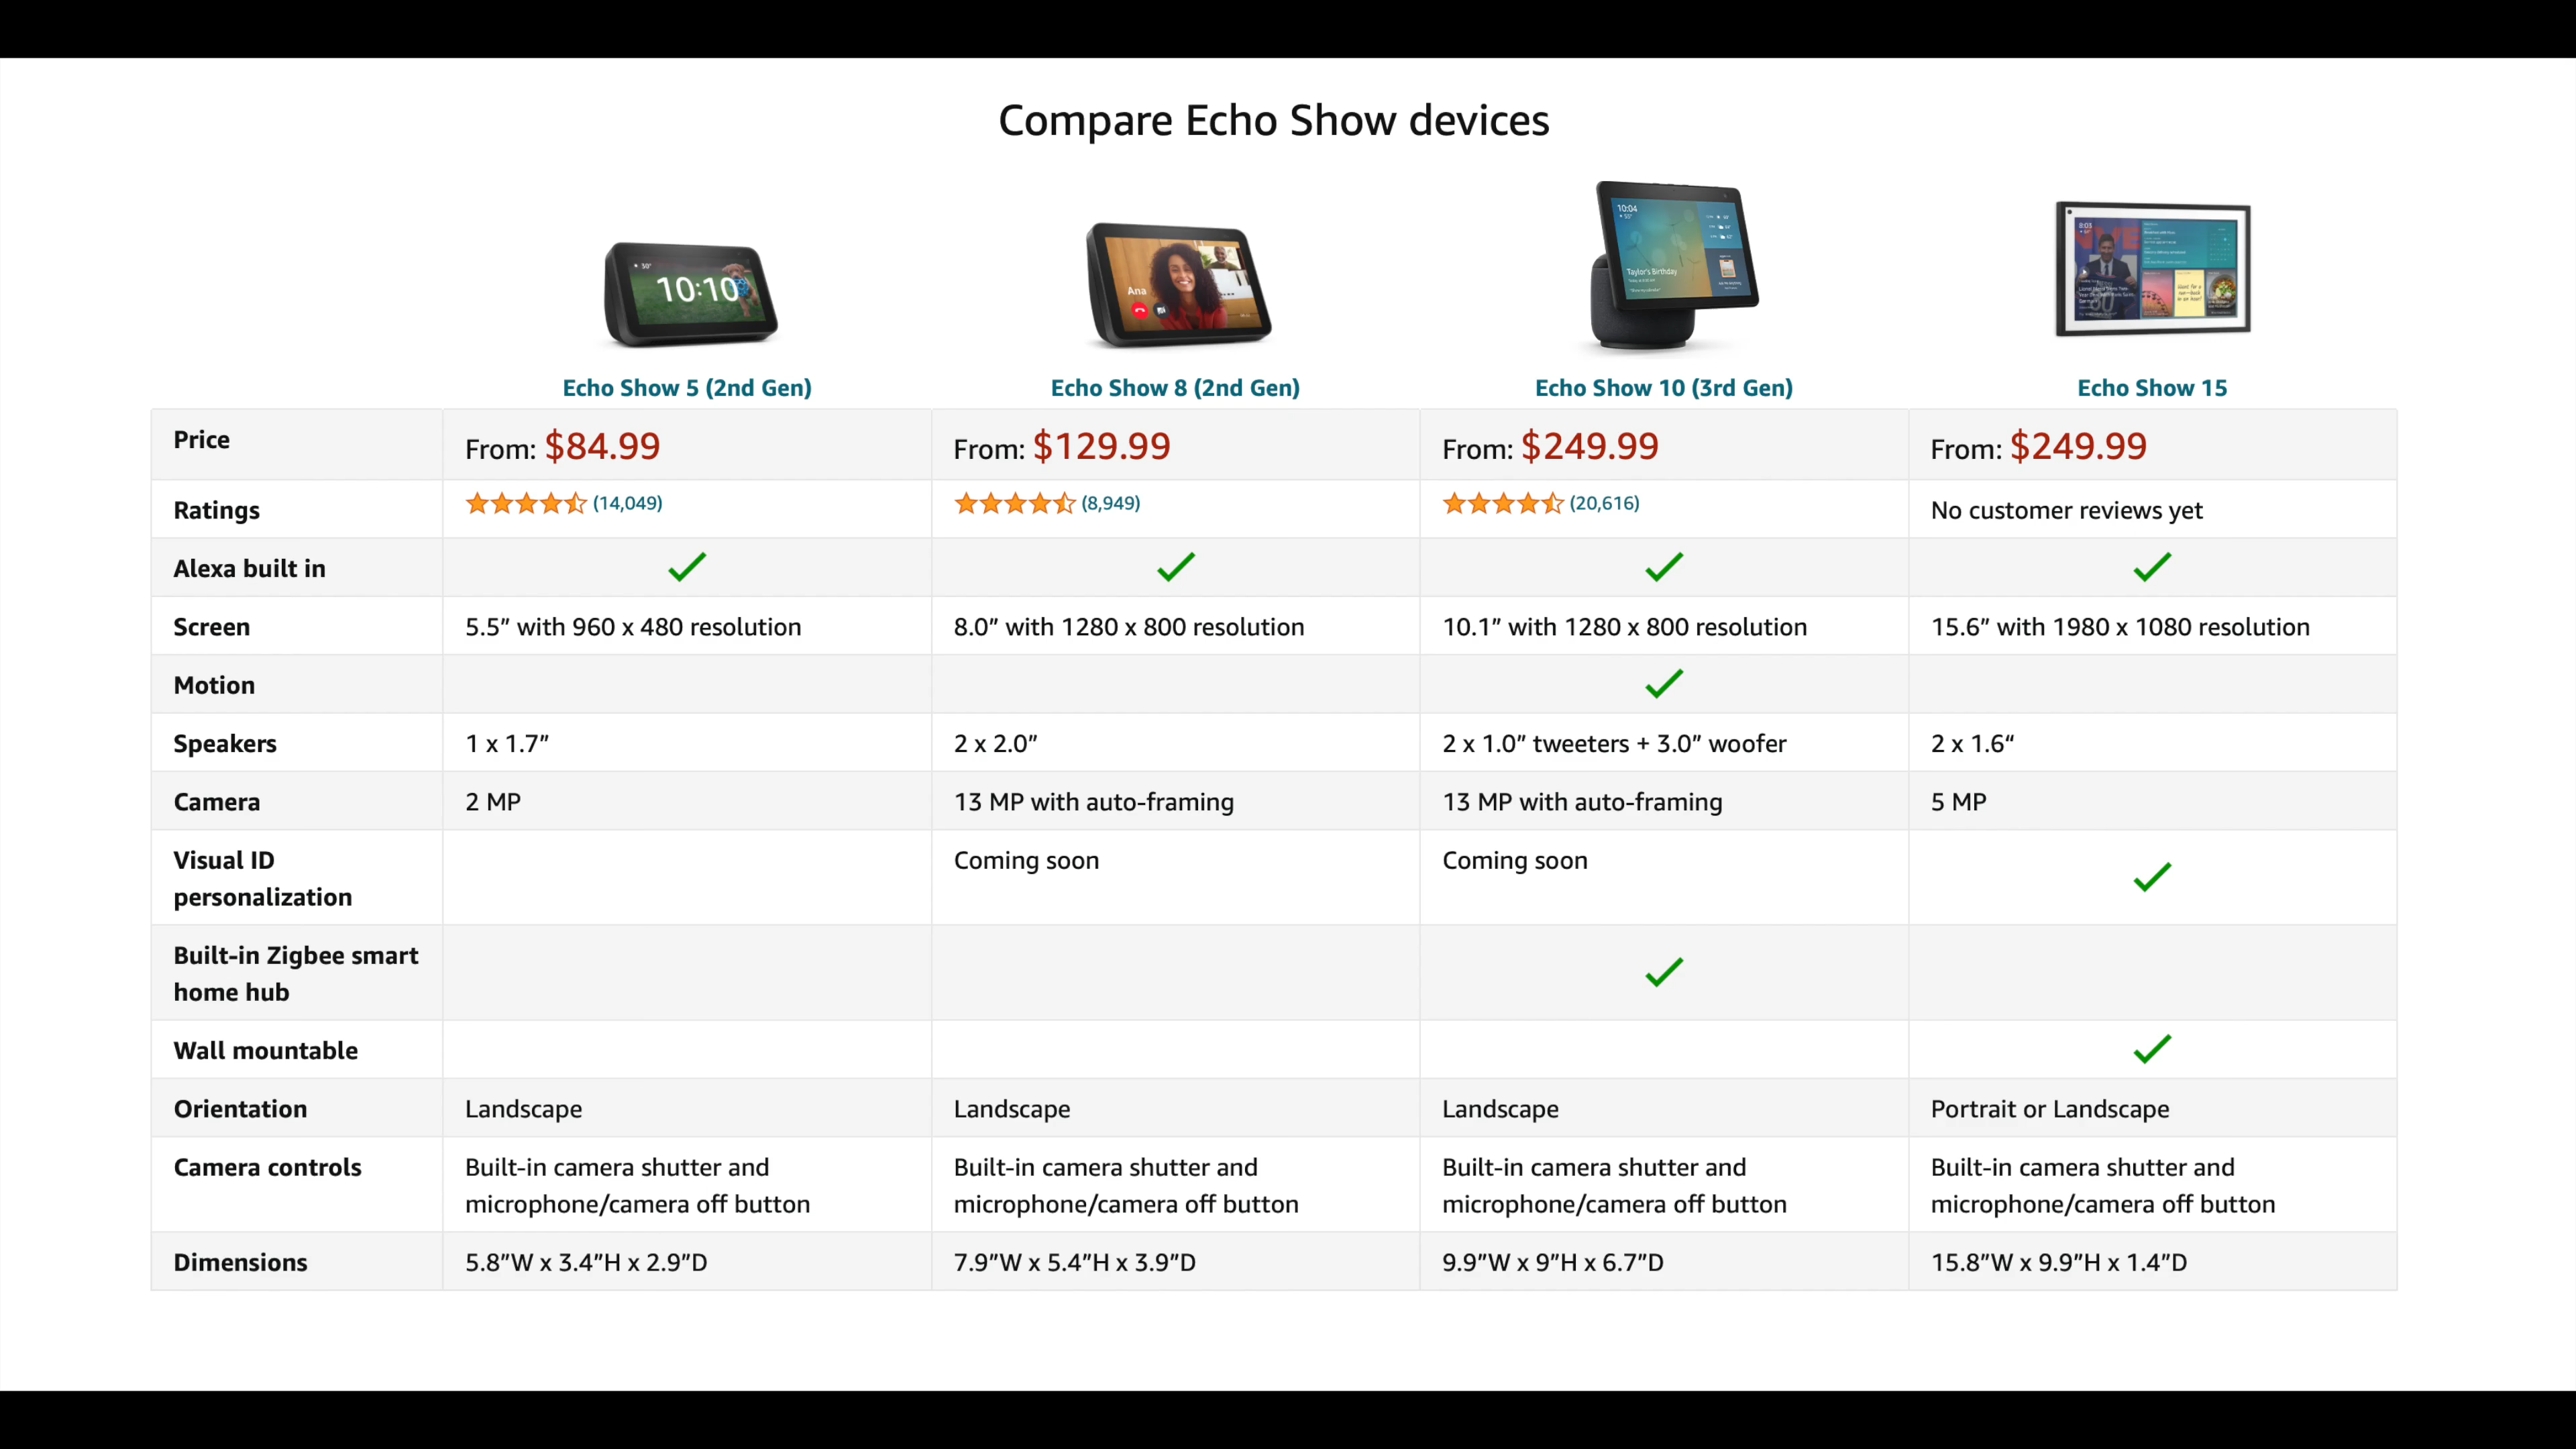 Compare Echo Show devices
10:10
Ana
10:04
Taylor's Birthday
8:03
Echo Show 5 (2nd Gen)
Echo Show 8 (2nd Gen)
Echo Show 10 (3rd Gen)
Echo Show 15
Price
From: $84.99
From: $129.99
From: $249.99
From: $249.99
Ratings
(14,049)
(8,949)
(20,616)
No customer reviews yet
Alexa built in
Screen
5.5” with 960 x 480 resolution
8.0” with 1280 x 800 resolution
10.1” with 1280 x 800 resolution
15.6” with 1980 x 1080 resolution
Motion
Speakers
1 x 1.7”
2 x 2.0”
2 x 1.0” tweeters + 3.0” woofer
2 x 1.6“
Camera
2 MP
13 MP with auto-framing
13 MP with auto-framing
5 MP
Visual ID
personalization
Coming soon
Coming soon
Built-in Zigbee smart
home hub
Wall mountable
Orientation
Landscape
Landscape
Landscape
Portrait or Landscape
Camera controls
Built-in camera shutter and
microphone/camera off button
Built-in camera shutter and
microphone/camera off button
Built-in camera shutter and
microphone/camera off button
Built-in camera shutter and
microphone/camera off button
Dimensions
5.8”W x 3.4”H x 2.9”D
7.9”W x 5.4”H x 3.9”D
9.9”W x 9”H x 6.7”D
15.8”W x 9.9”H x 1.4”D